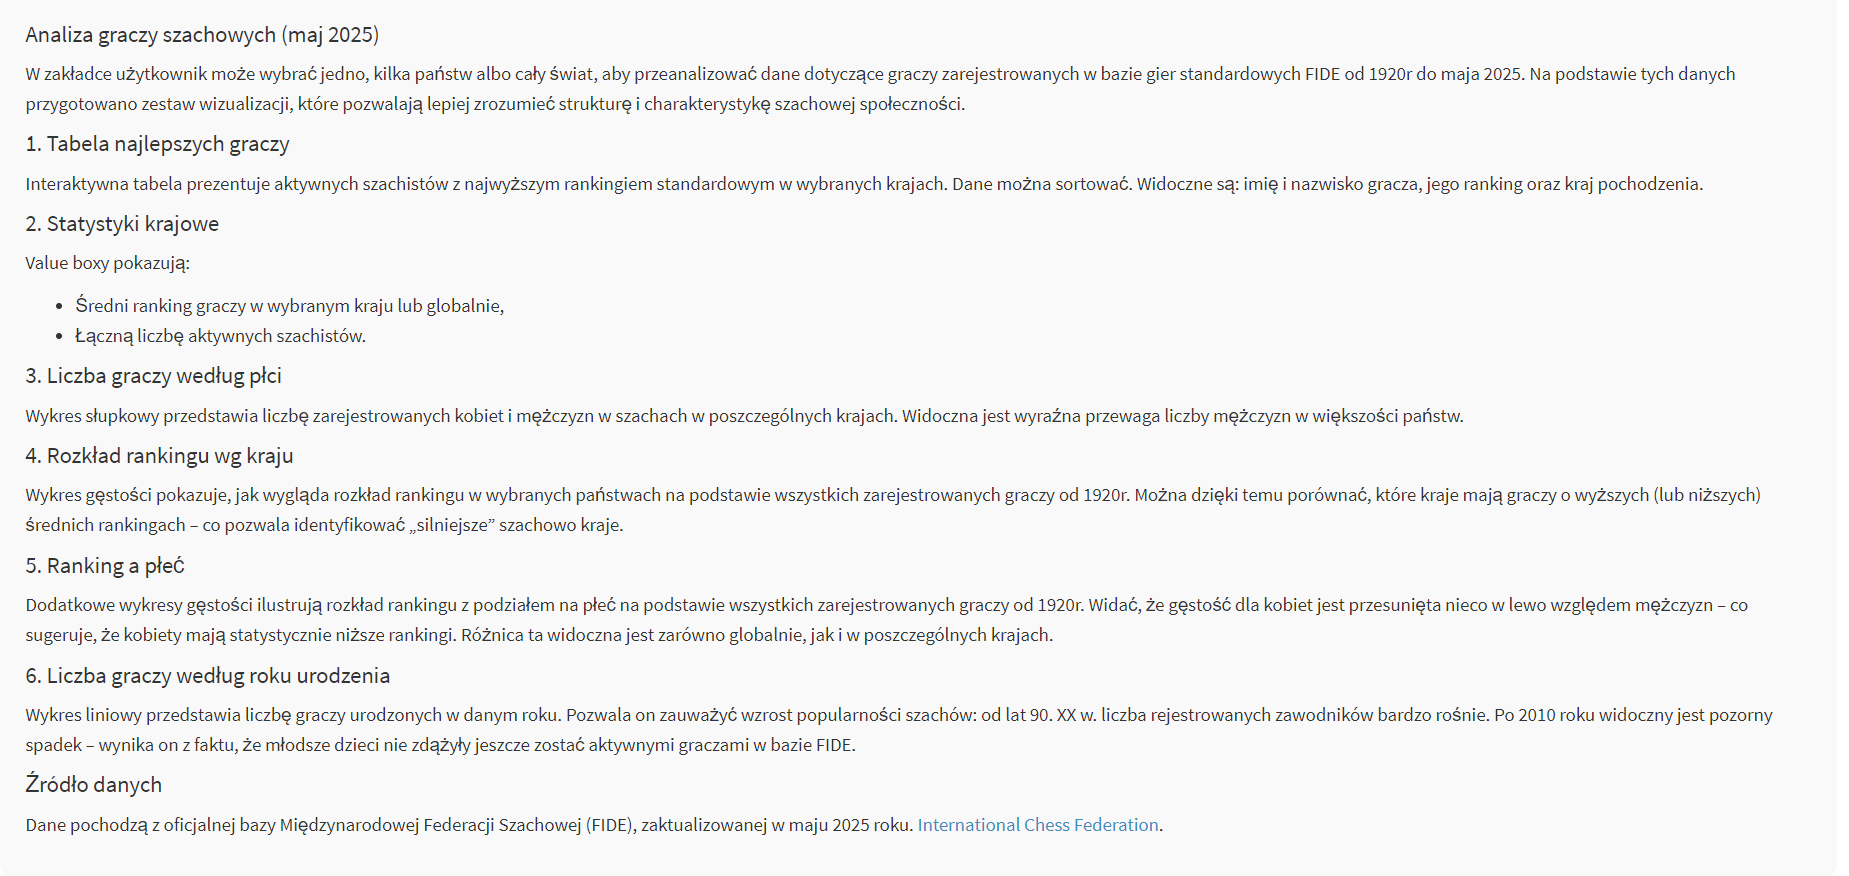 Analiza graczy szachowych (maj 2025)
W zakładce użytkownik może wybrać jedno, kilka państw albo cały świat, aby przeanalizować dane dotyczące graczy zarejestrowanych w bazie gier standardowych FIDE od 1920r do maja 2025. Na podstawie tych danych
przygotowano zestaw wizualizacji, które pozwalają lepiej zrozumieć strukturę i charakterystykę szachowej społeczności.
1. Tabela najlepszych graczy
Interaktywna tabela prezentuje aktywnych szachistów z najwyższym rankingiem standardowym w wybranych krajach. Dane można sortować. Widoczne są: imię i nazwisko gracza, jego ranking oraz kraj pochodzenia.
2. Statystyki krajowe
Value boxy pokazują:
• Średni ranking graczy w wybranym kraju lub globalnie,
• Łączną liczbę aktywnych szachistów.
3. Liczba graczy według płci
Wykres słupkowy przedstawia liczbę zarejestrowanych kobiet i mężczyzn w szachach w poszczególnych krajach. Widoczna jest wyraźna przewaga liczby mężczyzn w większości państw.
4. Rozkład rankingu wg kraju
Wykres gęstości pokazuje, jak wygląda rozkład rankingu w wybranych państwach na podstawie wszystkich zarejestrowanych graczy od 1920r. Można dzięki temu porównać, które kraje mają graczy o wyższych (lub niższych)
średnich rankingach – co pozwala identyfikować „silniejsze” szachowo kraje.
5. Ranking a płeć
Dodatkowe wykresy gęstości ilustrują rozkład rankingu z podziałem na płeć na podstawie wszystkich zarejestrowanych graczy od 1920r. Widać, że gęstość dla kobiet jest przesunięta nieco w lewo względem mężczyzn – co
sugeruje, że kobiety mają statystycznie niższe rankingi. Różnica ta widoczna jest zarówno globalnie, jak i w poszczególnych krajach.
6. Liczba graczy według roku urodzenia
Wykres liniowy przedstawia liczbę graczy urodzonych w danym roku. Pozwala on zauważyć wzrost popularności szachów: od lat 90. XX w. liczba rejestrowanych zawodników bardzo rośnie. Po 2010 roku widoczny jest pozorny
spadek – wynika on z faktu, że młodsze dzieci nie zdążyły jeszcze zostać aktywnymi graczami w bazie FIDE.
Źródło danych
Dane pochodzą z oficjalnej bazy Międzynarodowej Federacji Szachowej (FIDE), zaktualizowanej w maju 2025 roku. International Chess Federation.